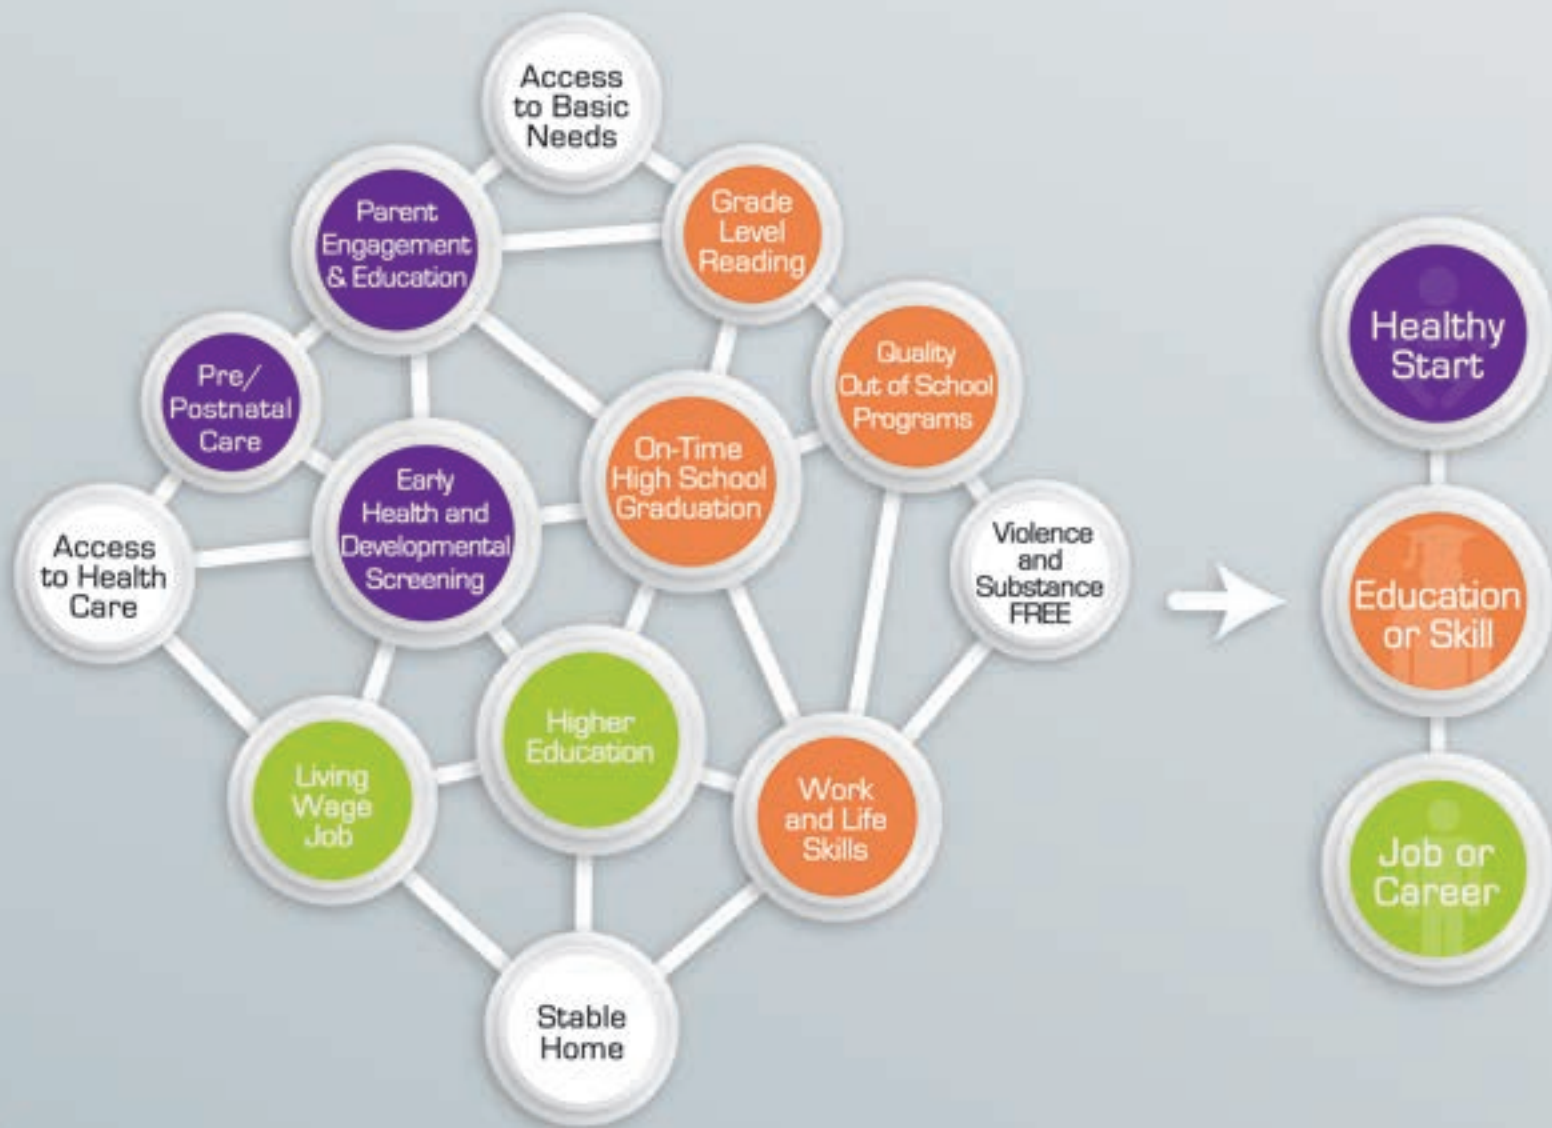 Access
to Basic
Needs
Parent
Engagement
& Education
Grade
Level
Reading
Pre/
Postnatal
Care
Quality
Out of School
Programs
On-Time
High School
Graduation
Early
Health and
Developmental
Screening
Access
to Health
Care
Violence
and
Substance
FREE
Higher
Education
Living
Wage
Job
Work
and Life
Skills
Stable
Home
Healthy
Start
Education
or Skill
Job or
Career